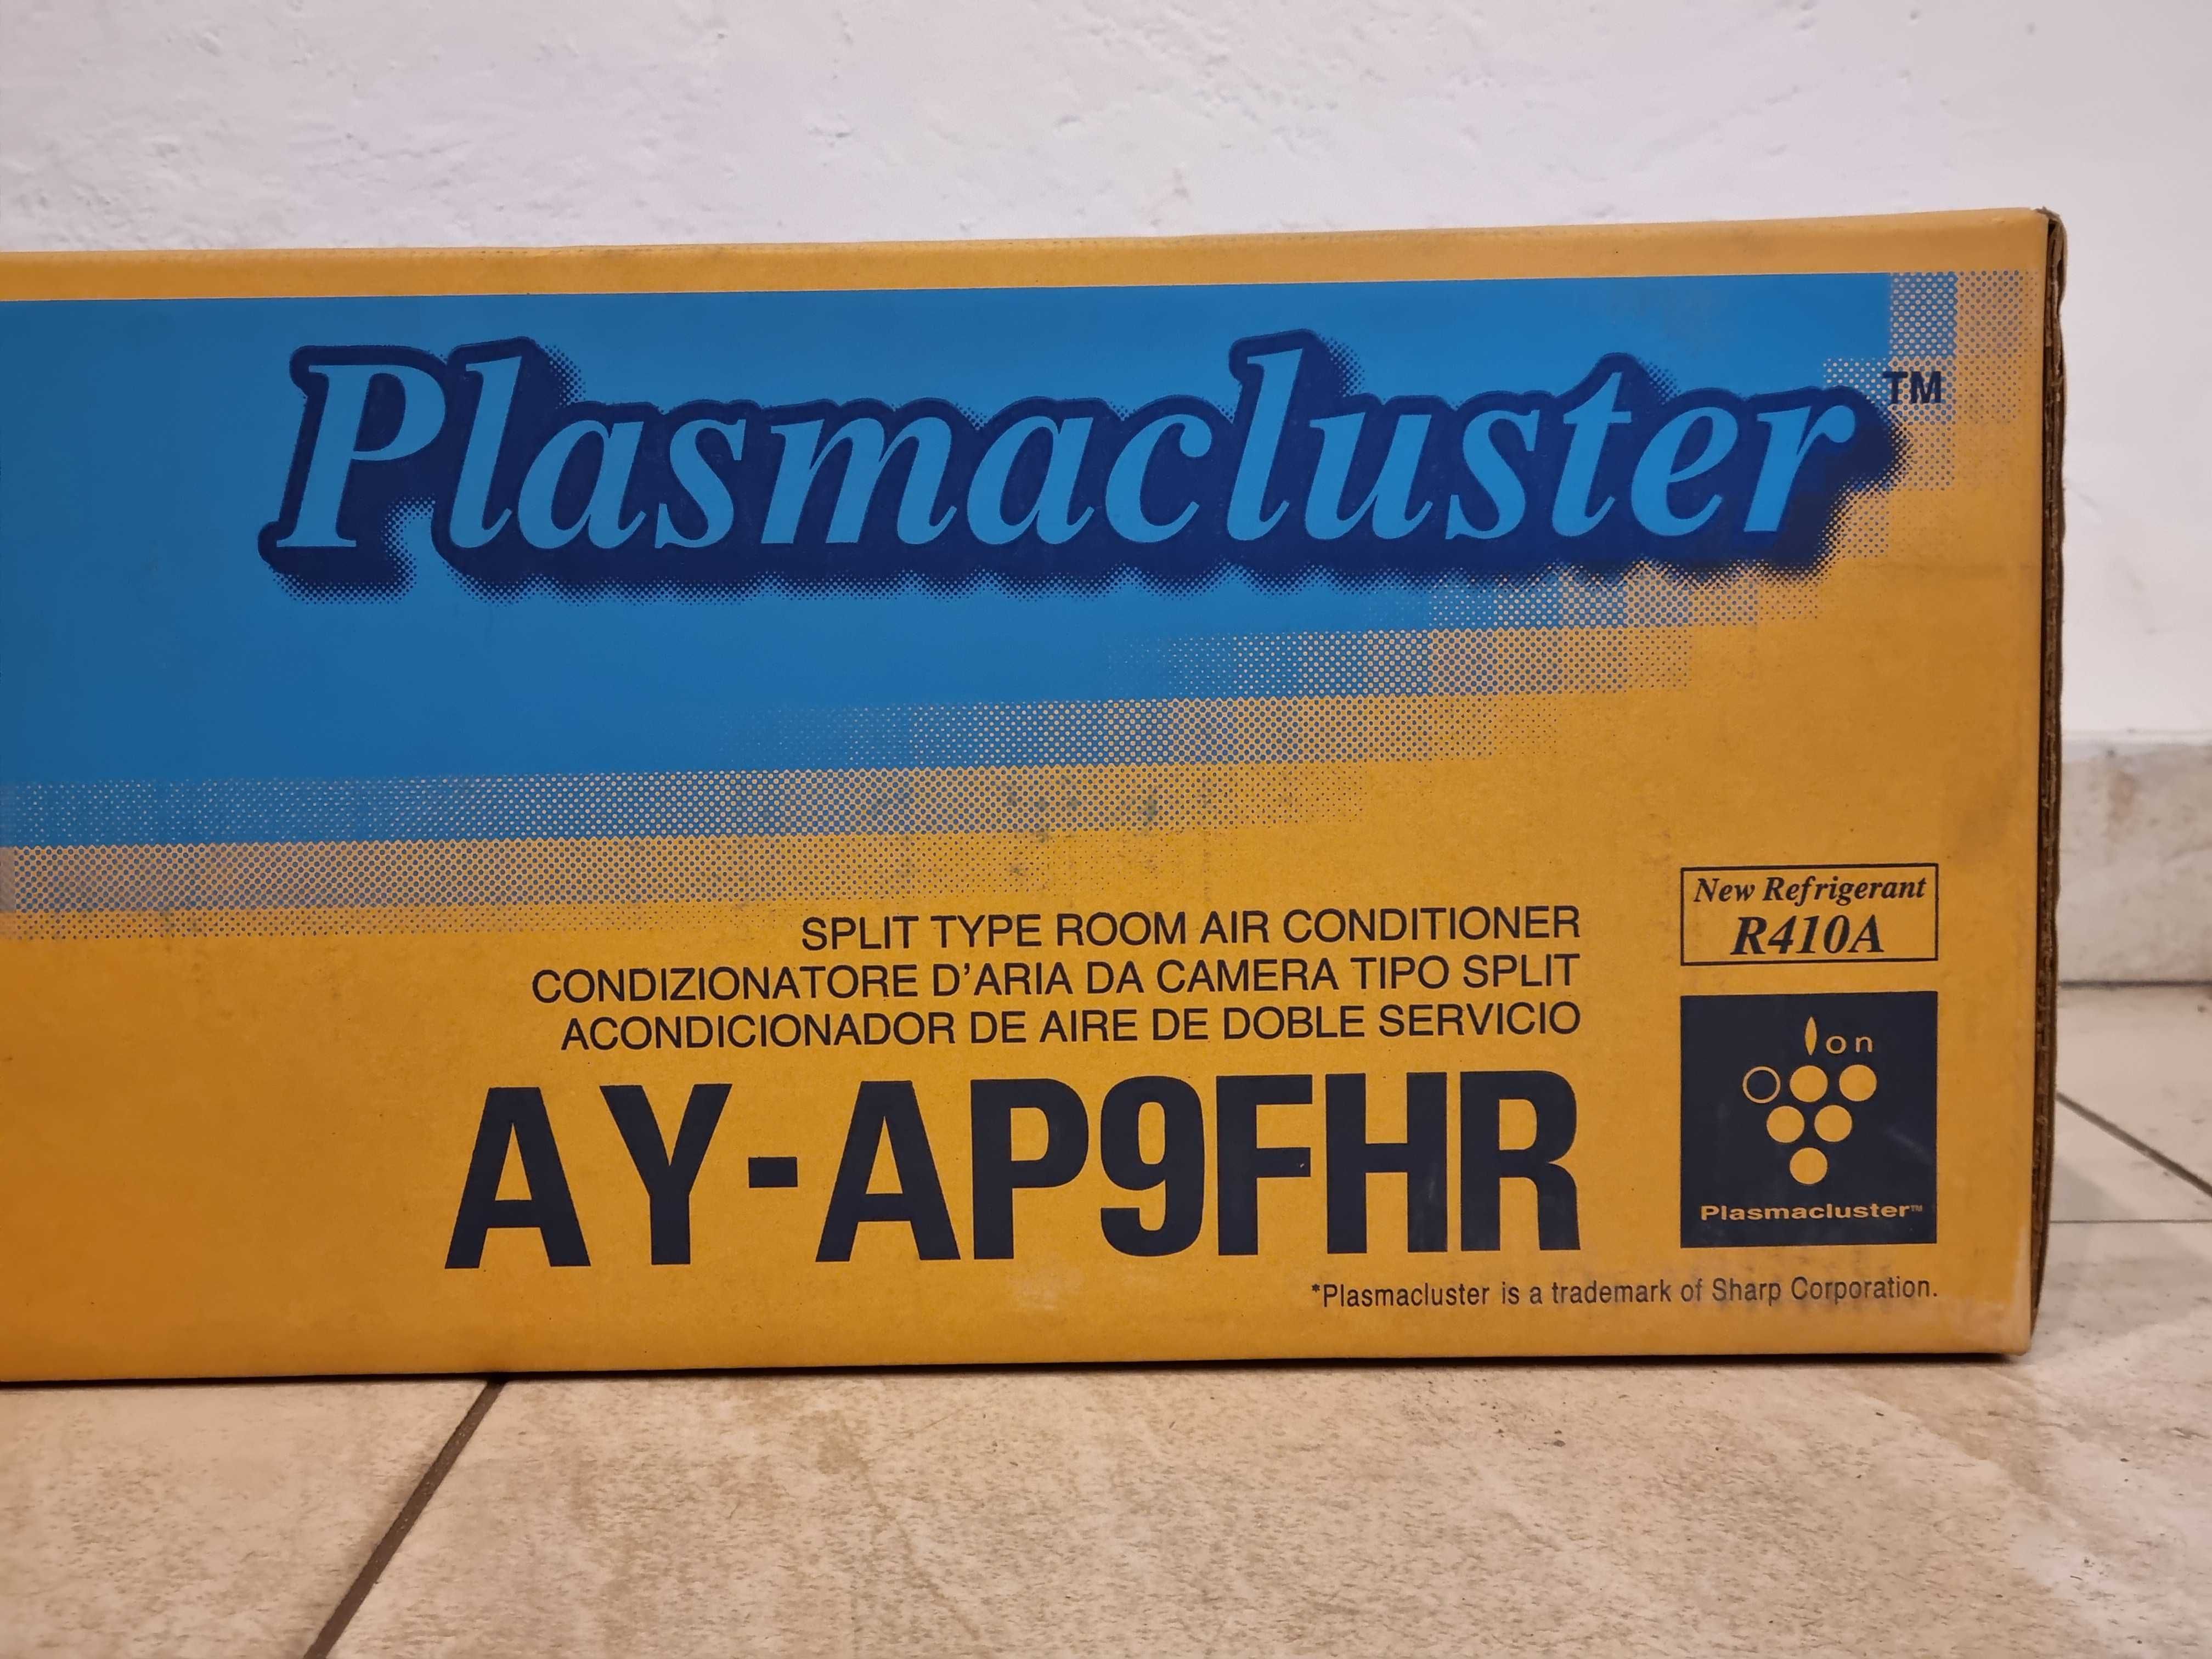 Plasmacluster™
SPLIT TYPE ROOM AIR CONDITIONER
CONDIZIONATORE D'ARIA DA CAMERA TIPO SPLIT
ACONDICIONADOR DE AIRE DE DOBLE SERVICIO
AY-AP9FHR
New Refrigerant
R410A
Ion
Plasmacluster™
*Plasmacluster is a trademark of Sharp Corporation.